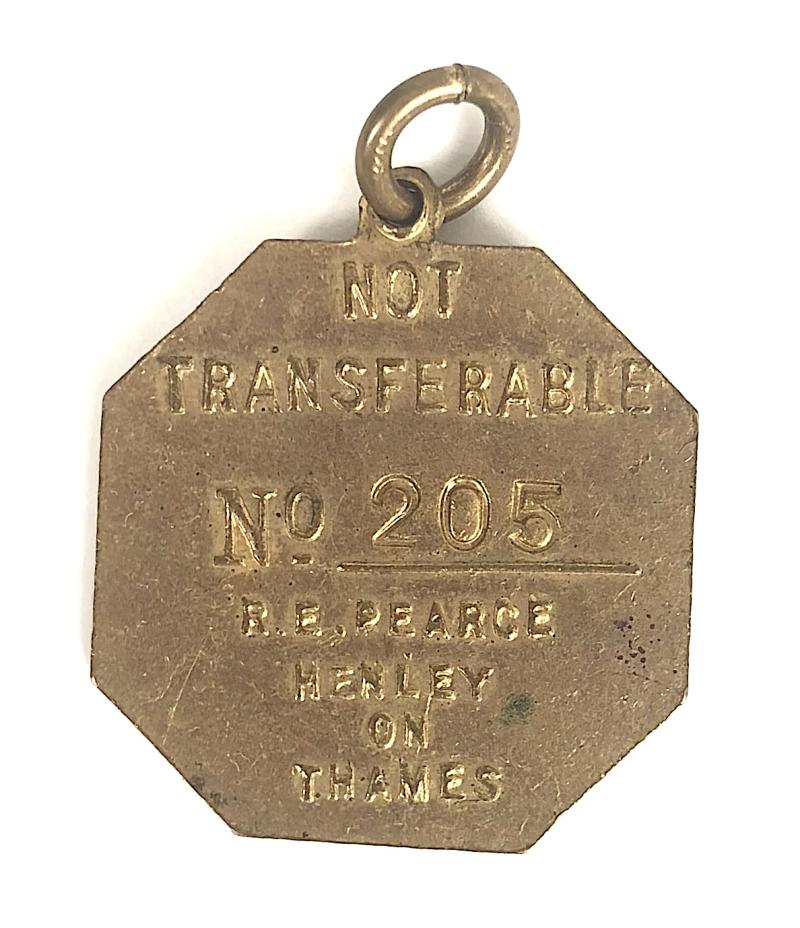 NOT
TRANSFERABLE
No 205
R.E. PEARCE
HENLEY
ON
THAMES